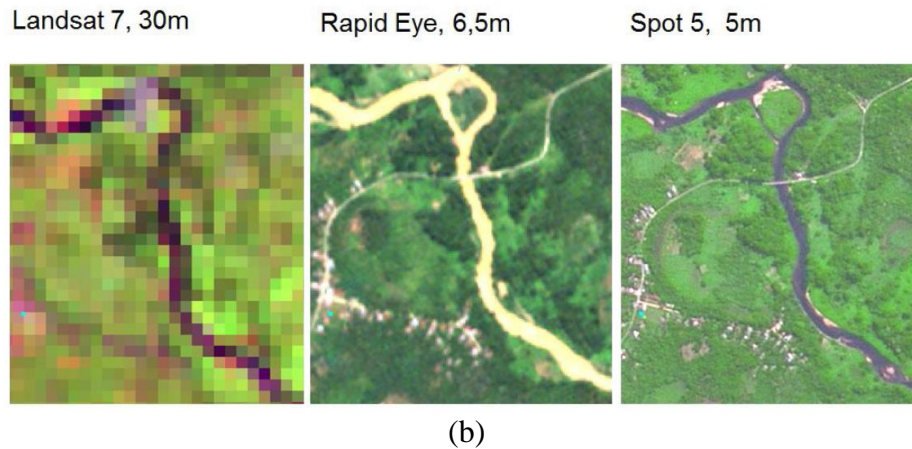 Landsat 7, 30m
Rapid Eye, 6,5m
Spot 5, 5m
(b)